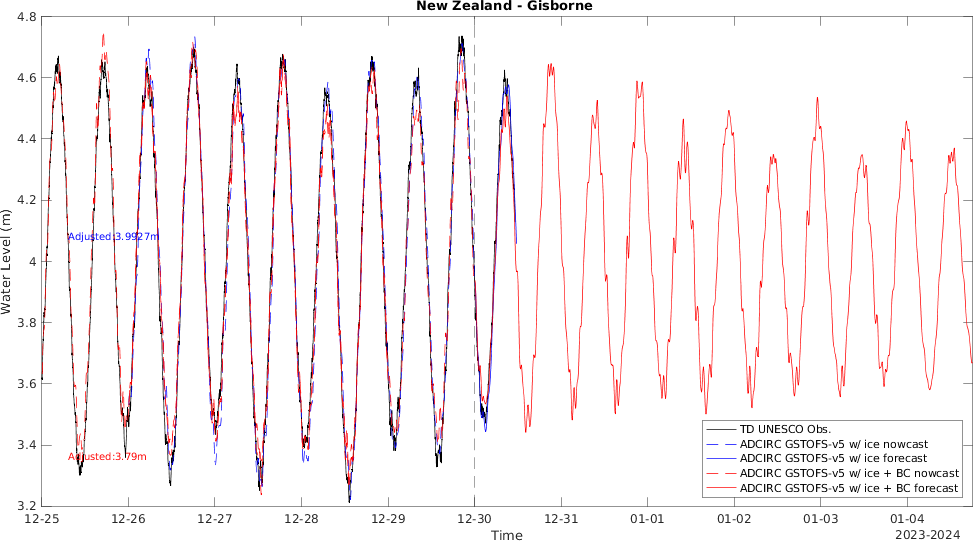 New Zealand - Gisborne
4.8
4.6
4.4
4.2
4
3.8
3.6
3.4
3.2
Water Level (m)
Adjusted:3.9927m
Adjusted:3.79m
TD UNESCO Obs.
ADCIRC GSTOFS-v5 w/ ice nowcast
ADCIRC GSTOFS-v5 w/ ice forecast
ADCIRC GSTOFS-v5 w/ ice + BC nowcast
ADCIRC GSTOFS-v5 w/ ice + BC forecast
12-25 12-26 12-27 12-28 12-29 12-30 12-31 01-01 01-02 01-03 01-04
Time
2023-2024